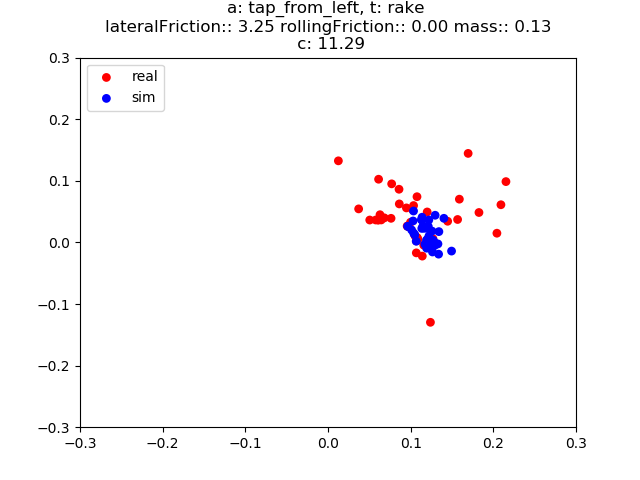 a: tap_from_left, t: rake
lateralFriction:: 3.25 rollingFriction:: 0.00 mass:: 0.13
c: 11.29
real
sim
0.3
0.2
0.1
0.0
−0.1
−0.2
−0.3
−0.3
−0.2
−0.1
0.0
0.1
0.2
0.3